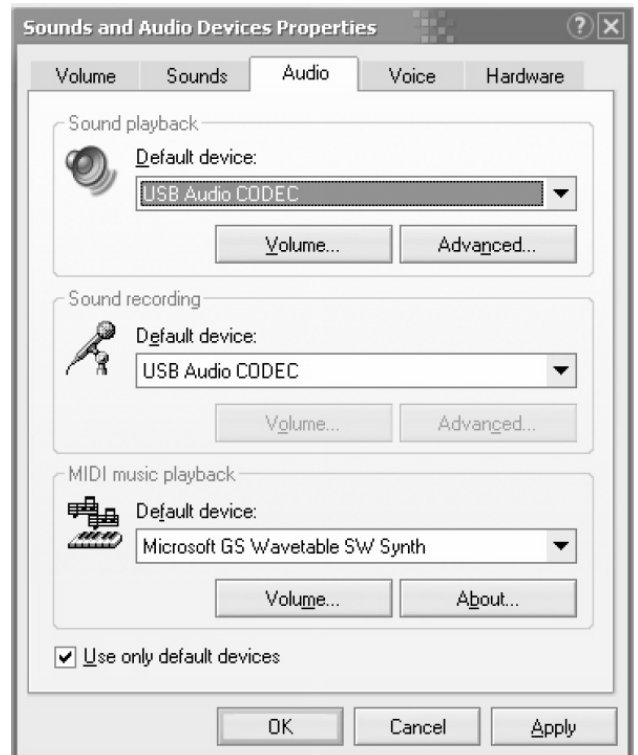 Sounds and Audio Devices Properties
Volume Sounds Audio Voice Hardware
Sound playback
Default device:
USB Audio CODEC
Volume... Advanced...
Sound recording
Default device:
USB Audio CODEC
Volume... Advanced...
MIDI music playback
Default device:
Microsoft GS Wavetable SW Synth
Volume... About...
Use only default devices
OK Cancel Apply